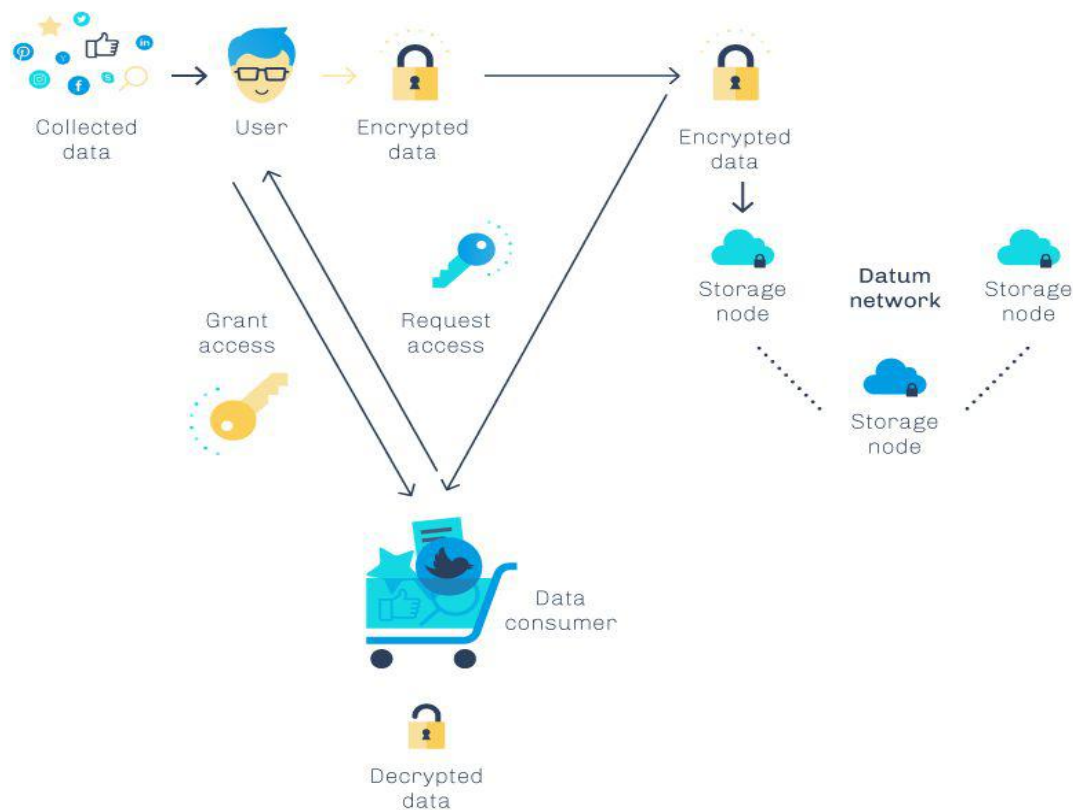 Collected
data
User
Encrypted
data
Encrypted
data
Storage
node
Datum
network
Storage
node
Storage
node
Grant
access
Request
access
Data
consumer
Decrypted
data